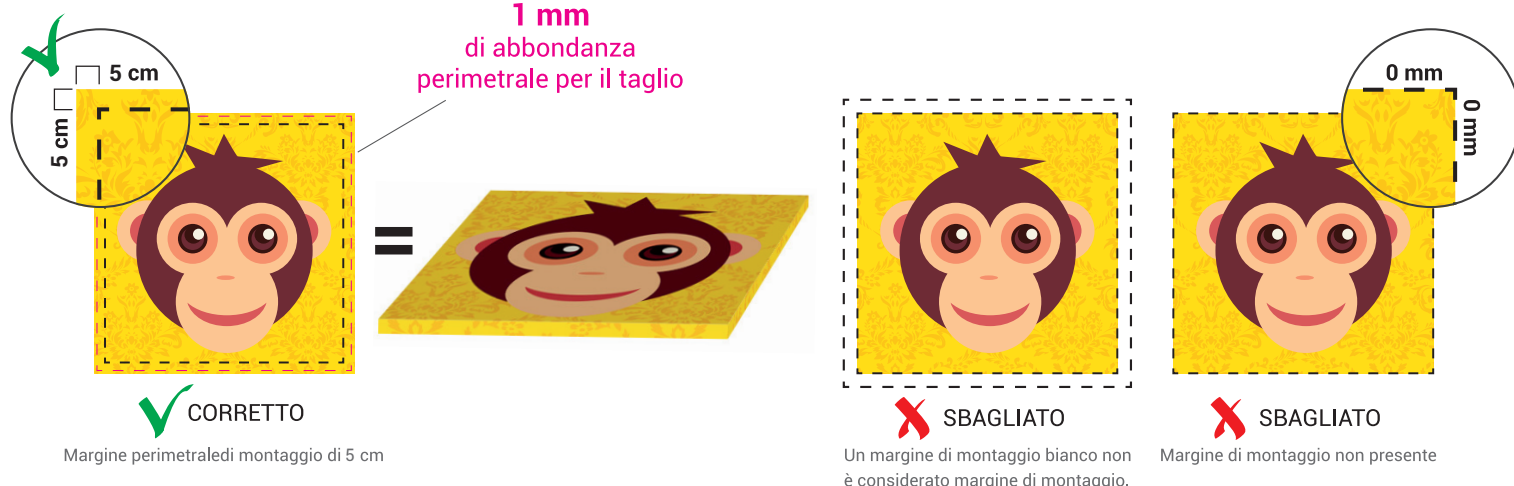 1 mm
di abbondanza
perimetrale per il taglio
5 cm
5 cm
0 mm
0 mm
=
CORRETTO
Margine perimetraledi montaggio di 5 cm
SBAGLIATO
Un margine di montaggio bianco non
è considerato margine di montaggio.
SBAGLIATO
Margine di montaggio non presente